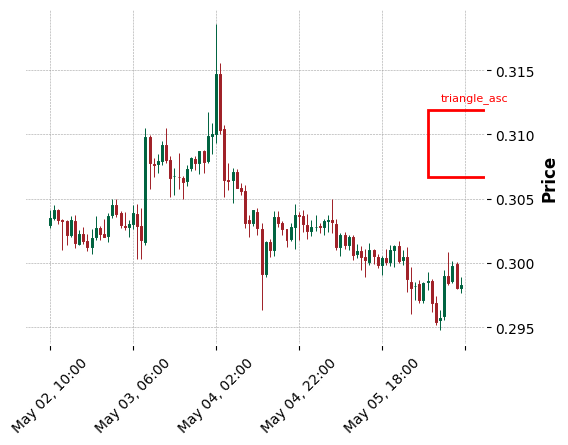 triangle_asc
0.315
0.310
0.305
0.300
0.295
Price
May 02, 10:00
May 03, 06:00
May 04, 02:00
May 04, 22:00
May 05, 18:00